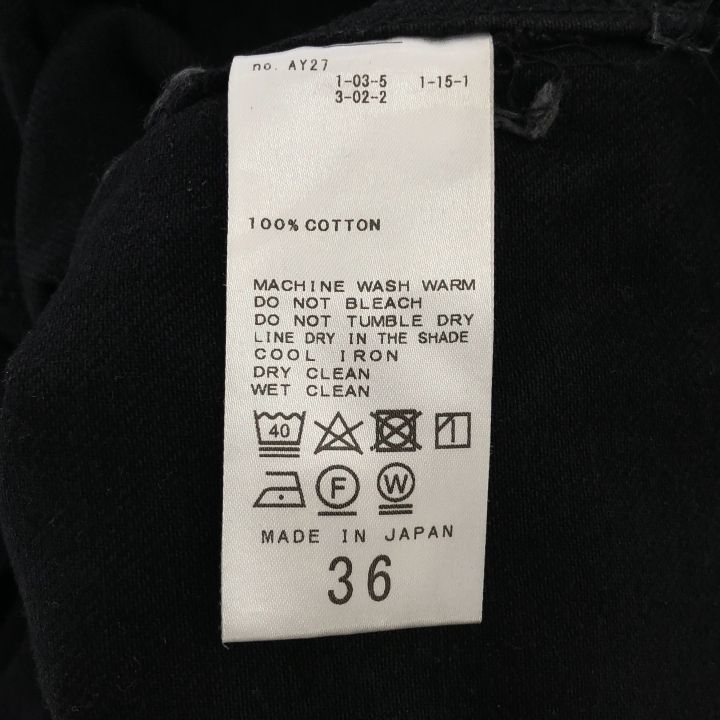 no. AY27
1-03-5 1-15-1
3-02-2
100% COTTON
MACHINE WASH WARM
DO NOT BLEACH
DO NOT TUMBLE DRY
LINE DRY IN THE SHADE
COOL IRON
DRY CLEAN
WET CLEAN
40
F W
MADE IN JAPAN
36